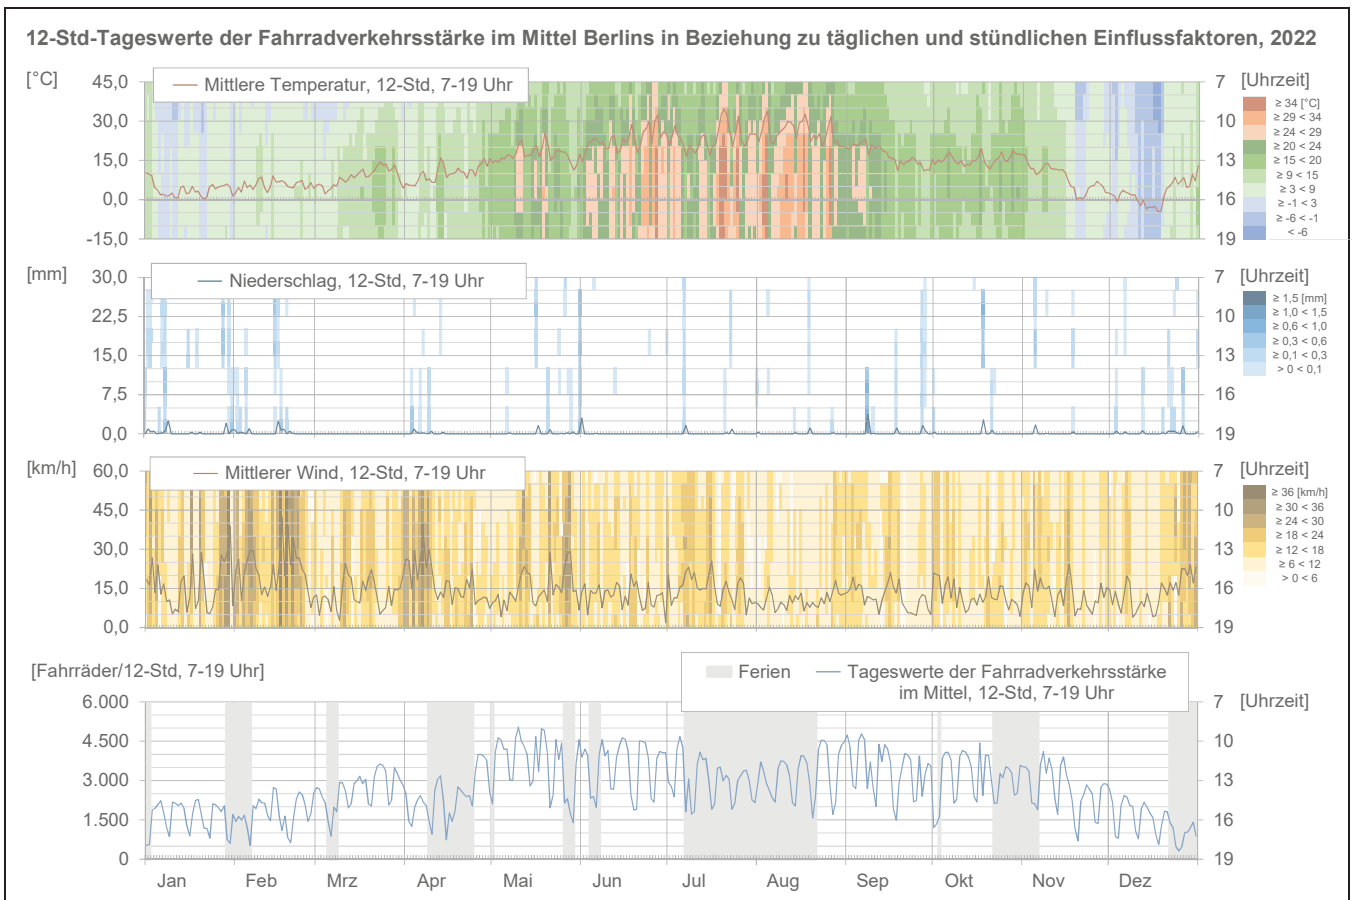 12-Std-Tageswerte der Fahrradverkehrsstärke im Mittel Berlins in Beziehung zu täglichen und stündlichen Einflussfaktoren, 2022
[°C] 45,0 Mittlere Temperatur, 12-Std, 7-19 Uhr 7 [Uhrzeit]
≥ 34 [°C]
30,0 ≥ 29 < 34 10
≥ 24 < 29
≥ 20 < 24
15,0 ≥ 15 < 20 13
≥ 9 < 15
≥ 3 < 9
0,0 ≥ -1 < 3 16
≥ -6 < -1
< -6
-15,0 19
[mm] 30,0 Niederschlag, 12-Std, 7-19 Uhr 7 [Uhrzeit]
≥ 1,5 [mm]
22,5 ≥ 1,0 < 1,5 10
≥ 0,6 < 1,0
≥ 0,3 < 0,6
15,0 ≥ 0,1 < 0,3 13
> 0 < 0,1
7,5 16
0,0 19
[km/h] 60,0 Mittlerer Wind, 12-Std, 7-19 Uhr 7 [Uhrzeit]
≥ 36 [km/h]
45,0 ≥ 30 < 36 10
≥ 24 < 30
≥ 18 < 24
30,0 ≥ 12 < 18 13
≥ 6 < 12
> 0 < 6
15,0 16
0,0 19
[Fahrräder/12-Std, 7-19 Uhr] Ferien Tageswerte der Fahrradverkehrsstärke
im Mittel, 12-Std, 7-19 Uhr
6.000 7 [Uhrzeit]
4.500 10
3.000 13
1.500 16
0 19
Jan Feb Mrz Apr Mai Jun Jul Aug Sep Okt Nov Dez